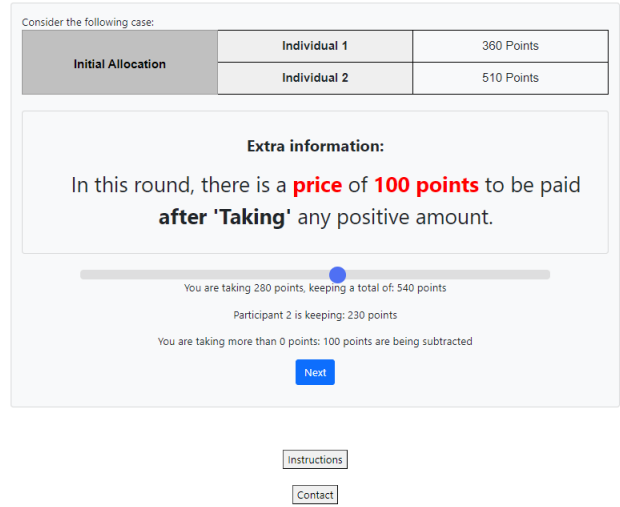 Consider the following case:
Initial Allocation
Individual 1
360 Points
Individual 2
510 Points
Extra information:
In this round, there is a price of 100 points to be paid
after 'Taking' any positive amount.
You are taking 280 points, keeping a total of: 540 points
Participant 2 is keeping: 230 points
You are taking more than 0 points: 100 points are being subtracted
Next
Instructions
Contact